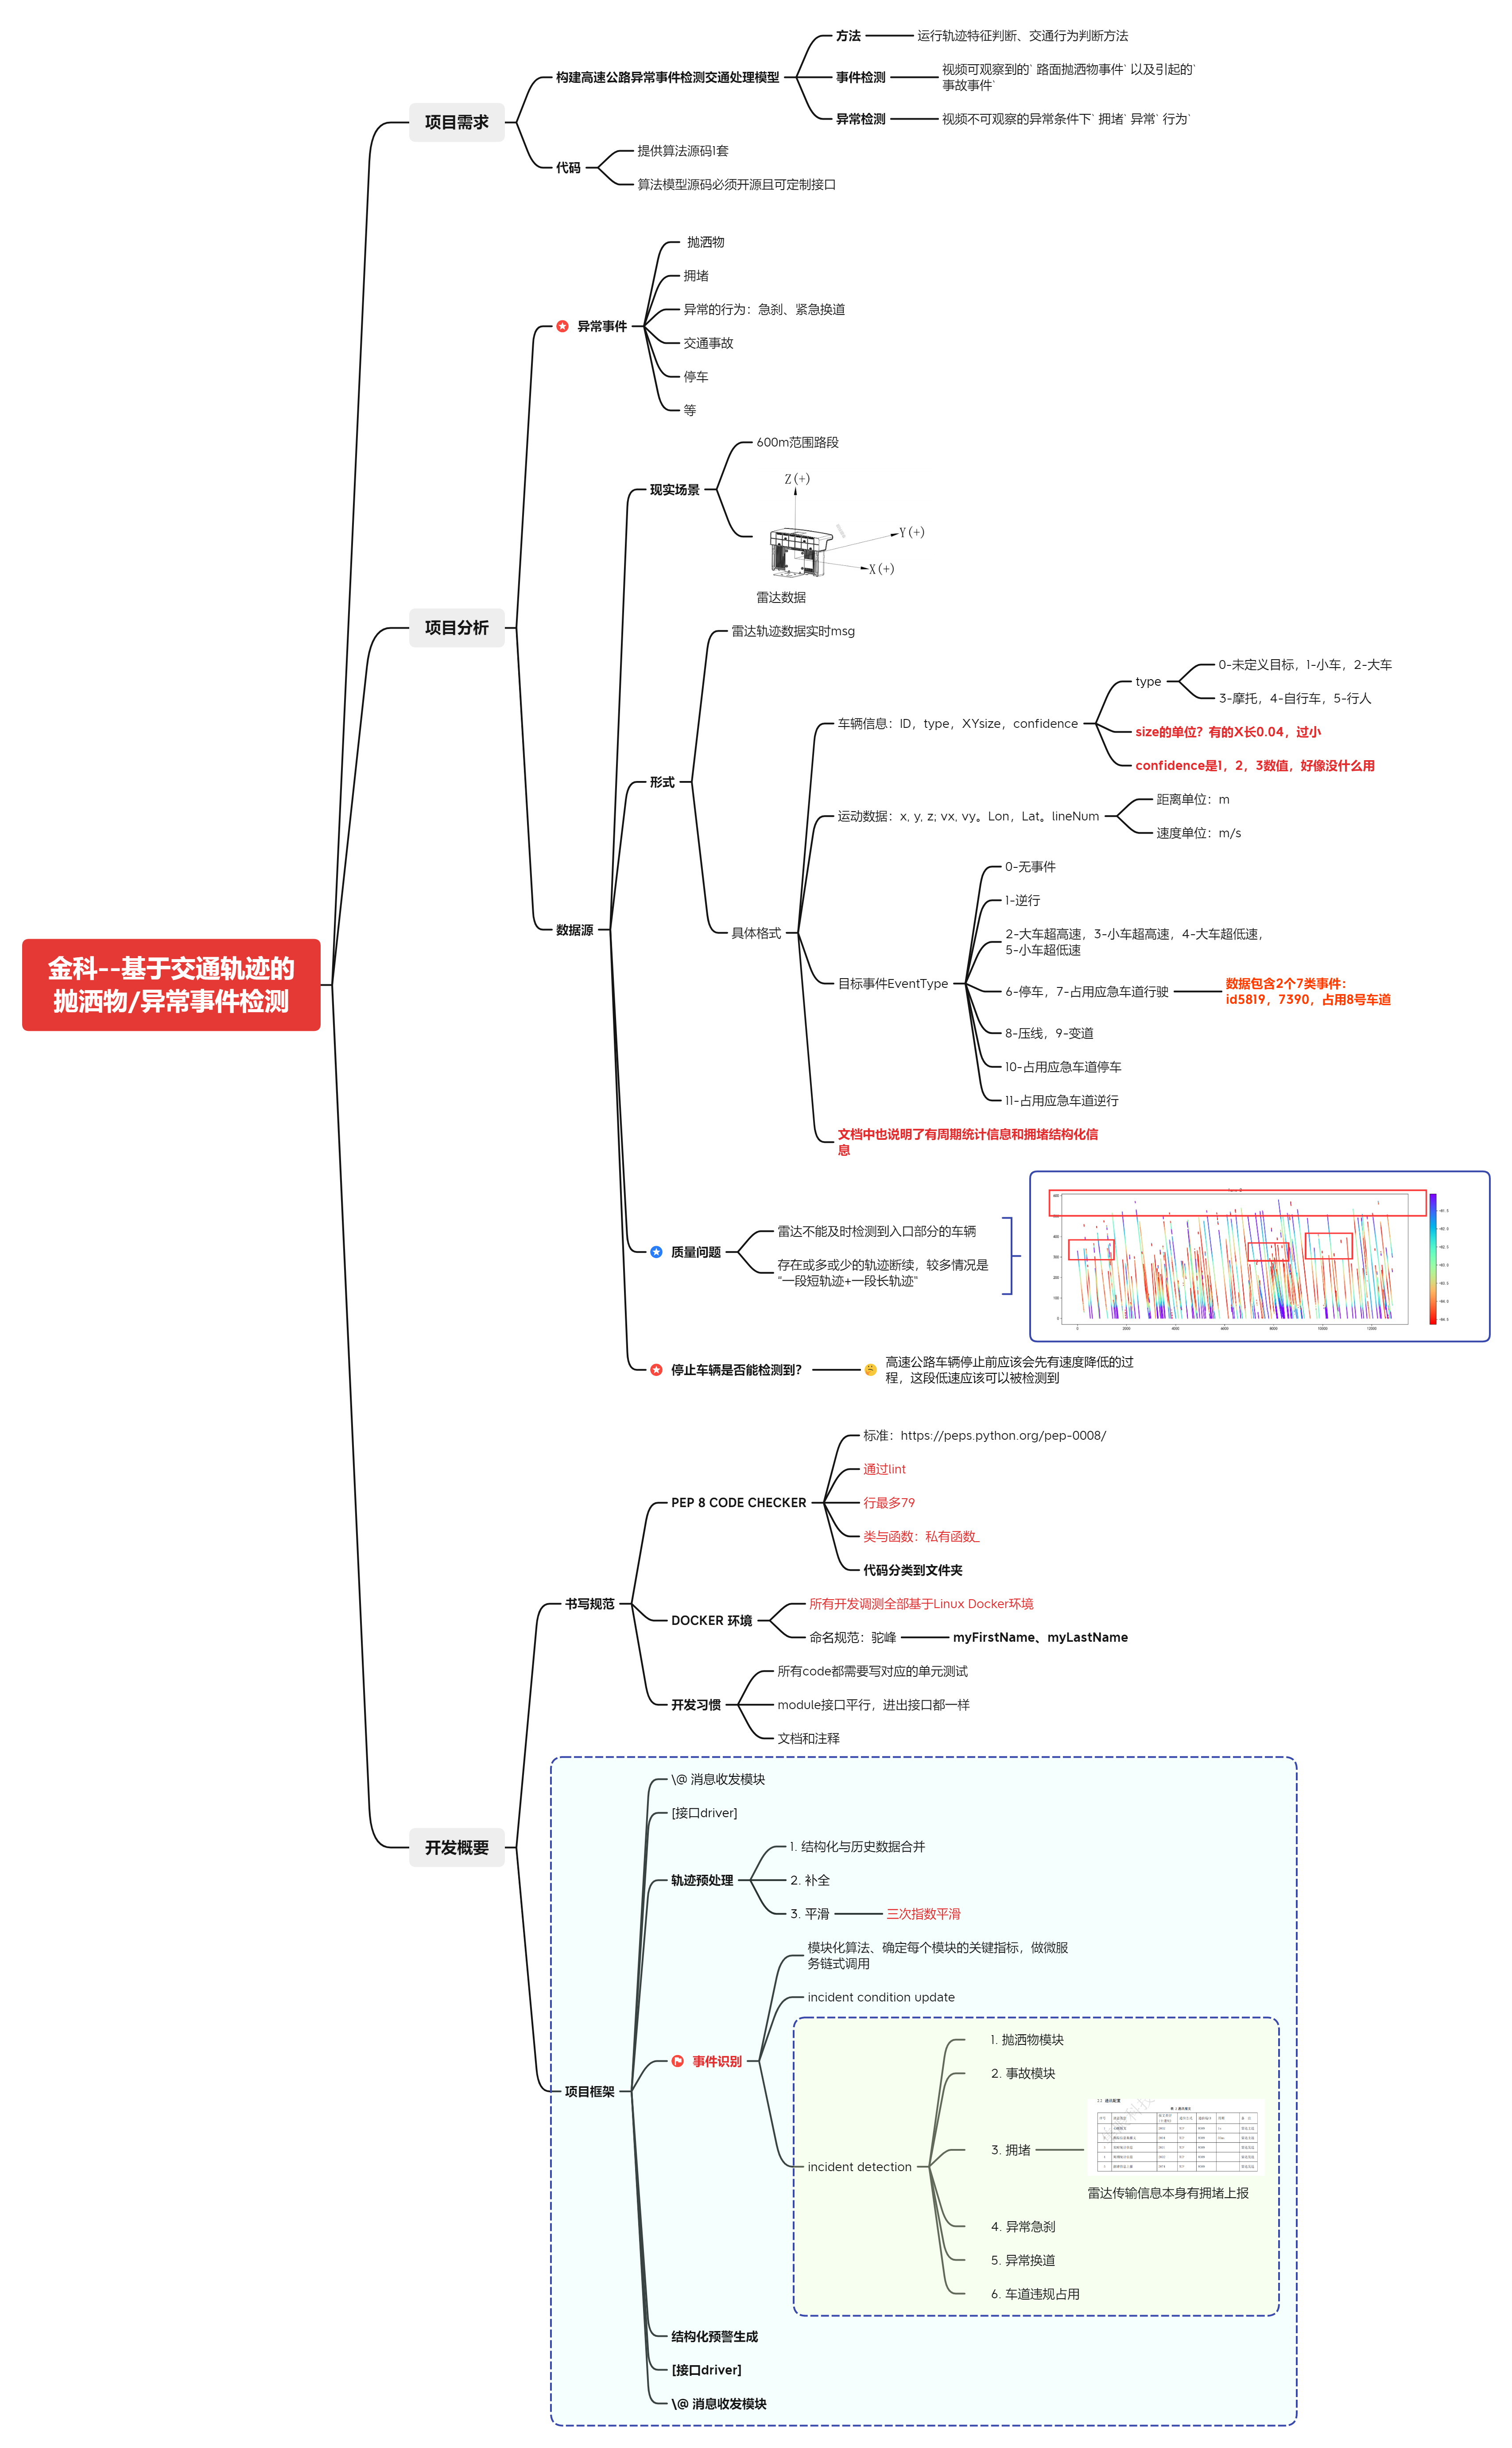 金科--基于交通轨迹的
抛洒物/异常事件检测
项目需求
构建高速公路异常事件检测交通处理模型
方法
运行轨迹特征判断、交通行为判断方法
事件检测
视频可观察到的` 路面抛洒物事件` 以及引起的`
事故事件`
异常检测
视频不可观察的异常条件下` 拥堵` 异常` 行为`
代码
提供算法源码1套
算法模型源码必须开源且可定制接口
项目分析
异常事件
抛洒物
拥堵
异常的行为：急刹、紧急换道
交通事故
停车
等
数据源
现实场景
600m范围路段
Z(+)
Y(+)
X(+)
雷达数据
形式
雷达轨迹数据实时msg
具体格式
车辆信息：ID，type，XYsize，confidence
type
0-未定义目标，1-小车，2-大车
3-摩托，4-自行车，5-行人
size的单位？有的X长0.04，过小
confidence是1，2，3数值，好像没什么用
运动数据：x, y, z; vx, vy。Lon，Lat。lineNum
距离单位：m
速度单位：m/s
目标事件EventType
0-无事件
1-逆行
2-大车超高速，3-小车超高速，4-大车超低速，
5-小车超低速
6-停车，7-占用应急车道行驶
数据包含2个7类事件：
id5819，7390，占用8号车道
8-压线，9-变道
10-占用应急车道停车
11-占用应急车道逆行
文档中也说明了有周期统计信息和拥堵结构化信
息
质量问题
雷达不能及时检测到入口部分的车辆
存在或多或少的轨迹断续，较多情况是
"一段短轨迹+一段长轨迹"
停止车辆是否能检测到？
高速公路车辆停止前应该会先有速度降低的过
程，这段低速应该可以被检测到
开发概要
书写规范
PEP 8 CODE CHECKER
标准：https://peps.python.org/pep-0008/
通过lint
行最多79
类与函数：私有函数_
代码分类到文件夹
DOCKER 环境
所有开发调测全部基于Linux Docker环境
命名规范：驼峰
myFirstName、myLastName
开发习惯
所有code都需要写对应的单元测试
module接口平行，进出接口都一样
文档和注释
项目框架
\@ 消息收发模块
[接口driver]
轨迹预处理
1. 结构化与历史数据合并
2. 补全
3. 平滑
三次指数平滑
事件识别
模块化算法、确定每个模块的关键指标，做微服
务链式调用
incident condition update
incident detection
1. 抛洒物模块
2. 事故模块
3. 拥堵
雷达传输信息本身有拥堵上报
4. 异常急刹
5. 异常换道
6. 车道违规占用
结构化预警生成
[接口driver]
\@ 消息收发模块